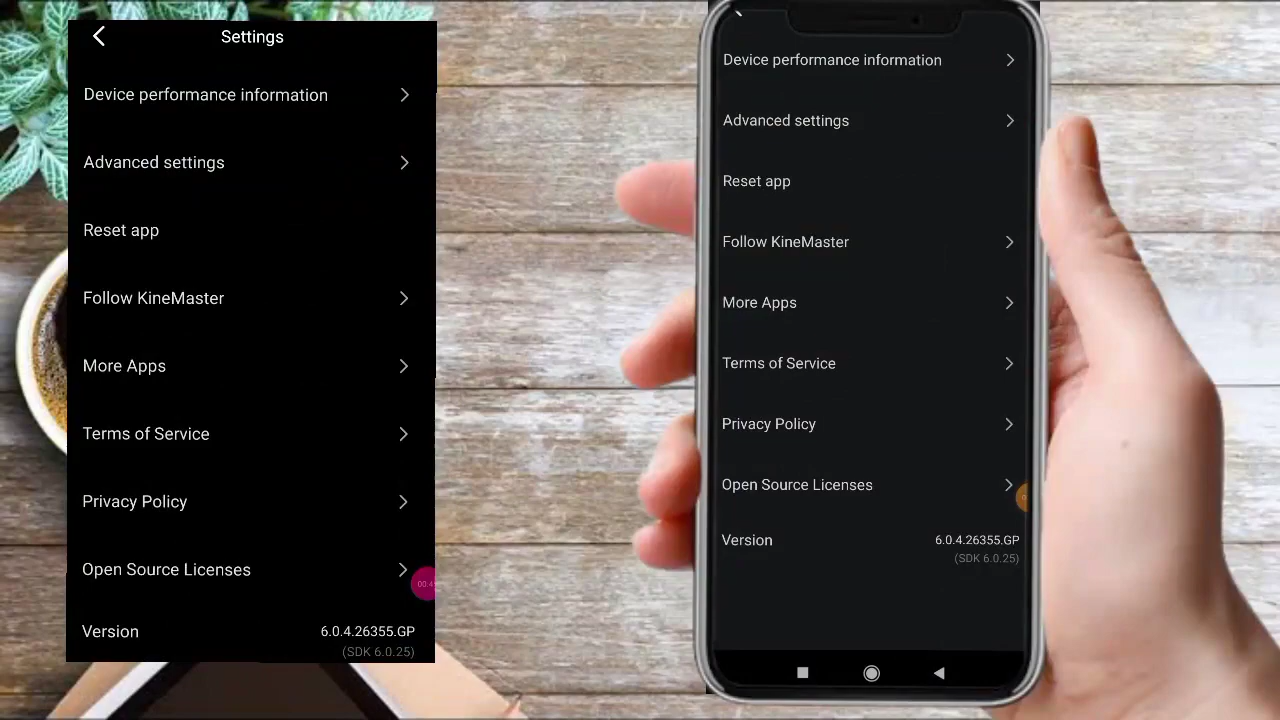 Settings
Device performance information
Advanced settings
Reset app
Follow KineMaster
More Apps
Terms of Service
Privacy Policy
Open Source Licenses
Version
6.0.4.26355.GP
(SDK 6.0.25)
Device performance information
Advanced settings
Reset app
Follow KineMaster
More Apps
Terms of Service
Privacy Policy
Open Source Licenses
Version
6.0.4.26355.GP
(SDK 6.0.25)